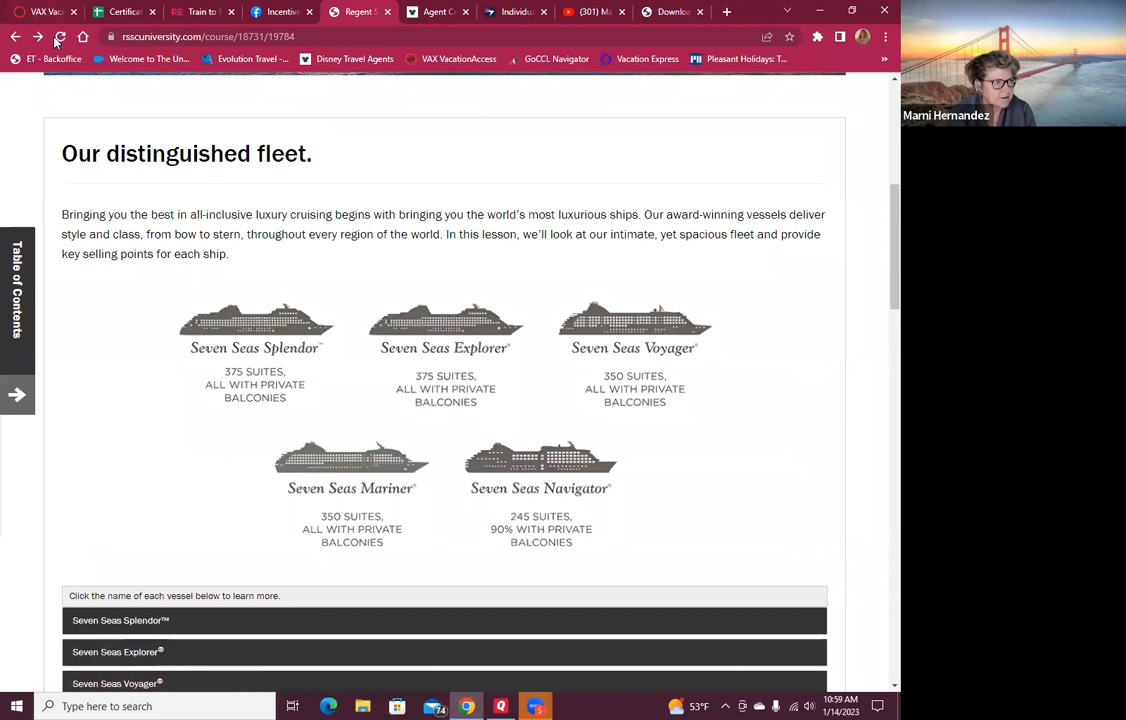 VAX Vaca
Certificat
Train to F
Incentive
Regent S
Agent Ce
Individua
(301) Ma
Downloa
rsscuniversity.com/course/18731/19784
ET - Backoffice
Welcome to The Un...
Evolution Travel -...
Disney Travel Agents
VAX VacationAccess
GoCCL Navigator
Vacation Express
Pleasant Holidays: T...
Marni Hernandez
Our distinguished fleet.
Bringing you the best in all-inclusive luxury cruising begins with bringing you the world's most luxurious ships. Our award-winning vessels deliver
style and class, from bow to stern, throughout every region of the world. In this lesson, we'll look at our intimate, yet spacious fleet and provide
key selling points for each ship.
Table of Contents
Seven Seas Splendor™
375 SUITES,
ALL WITH PRIVATE
BALCONIES
Seven Seas Explorer®
375 SUITES,
ALL WITH PRIVATE
BALCONIES
Seven Seas Voyager®
350 SUITES,
ALL WITH PRIVATE
BALCONIES
Seven Seas Mariner®
350 SUITES,
ALL WITH PRIVATE
BALCONIES
Seven Seas Navigator®
245 SUITES,
90% WITH PRIVATE
BALCONIES
Click the name of each vessel below to learn more.
Seven Seas Splendor™
Seven Seas Explorer®
Seven Seas Voyager®
Type here to search
74
Q
5
53°F
10:59 AM
1/14/2023